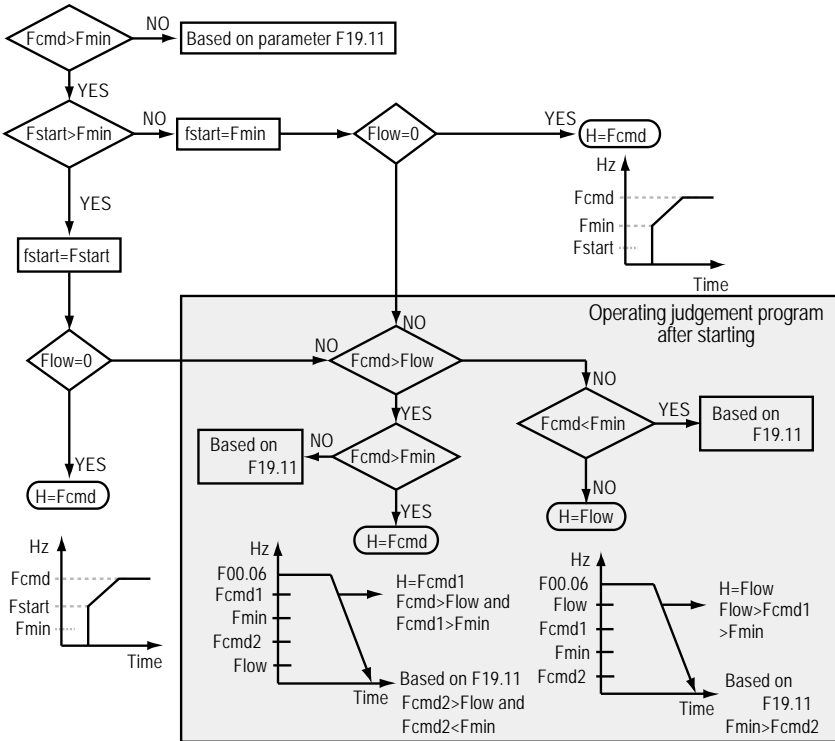 Fcmd>Fmin
NO
Based on parameter F19.11
YES
Fstart>Fmin
NO
fstart=Fmin
Flow=0
YES
H=Fcmd
Hz
Fcmd
Fmin
Fstart
Time
YES
fstart=Fstart
Operating judgement program
after starting
NO
Flow=0
NO
Fcmd>Flow
NO
YES
Fcmd<Fmin
YES
Based on
F19.11
Based on
F19.11
NO
Fcmd>Fmin
YES
H=Fcmd
NO
H=Flow
YES
H=Fcmd
Hz
Fcmd
Fstart
Fmin
Time
Hz
F00.06
Fcmd1
Fmin
Fcmd2
Flow
H=Fcmd1
Fcmd>Flow and
Fcmd1>Fmin
Time
Based on F19.11
Fcmd2>Flow and
Fcmd2<Fmin
Hz
F00.06
Flow
Fcmd1
Fmin
Fcmd2
H=Flow
Flow>Fcmd1
>Fmin
Time
Based on
F19.11
Fmin>Fcmd2